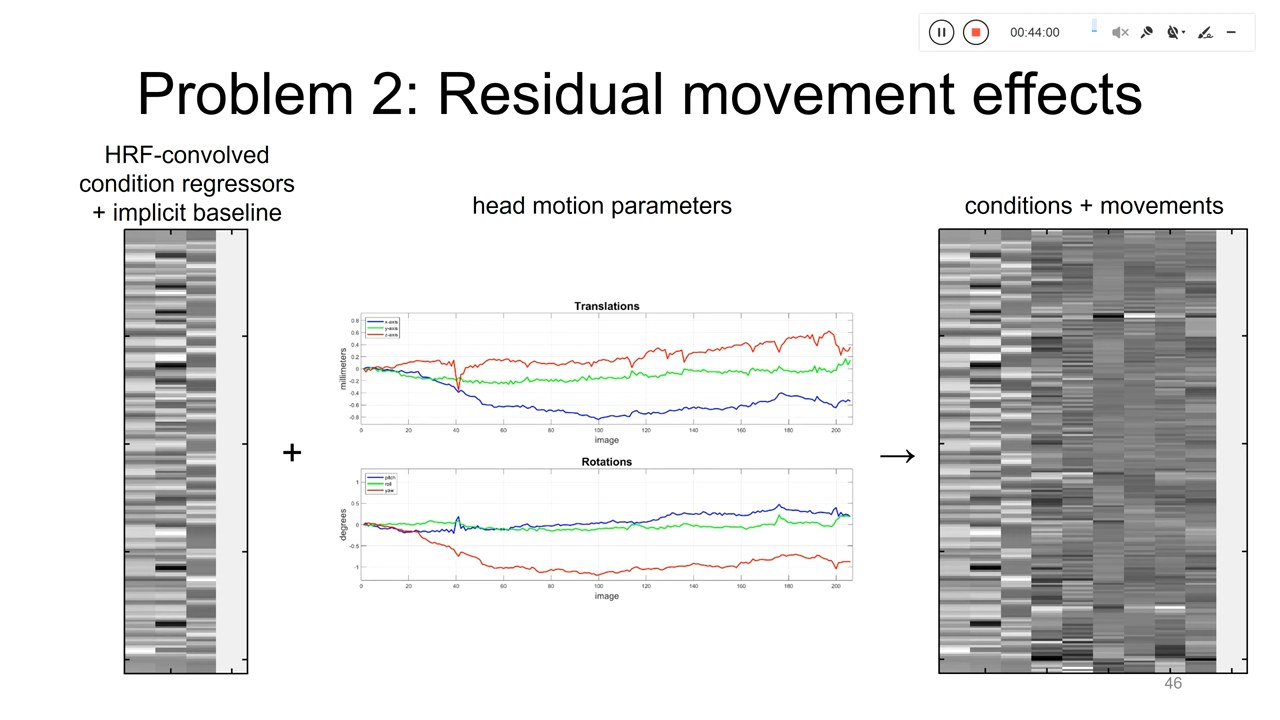 00:44:00
Problem 2: Residual movement effects
HRF-convolved
condition regressors
+ implicit baseline
head motion parameters
conditions + movements
+
→
Translations
x-axis
y-axis
z-axis
millimeters
0.8
0.6
0.4
0.2
0
-0.2
-0.4
-0.6
-0.8
0 20 40 60 80 100 120 140 160 180 200
image
Rotations
pitch
roll
yaw
degrees
1
0.5
0
-0.5
-1
0 20 40 60 80 100 120 140 160 180 200
image
46